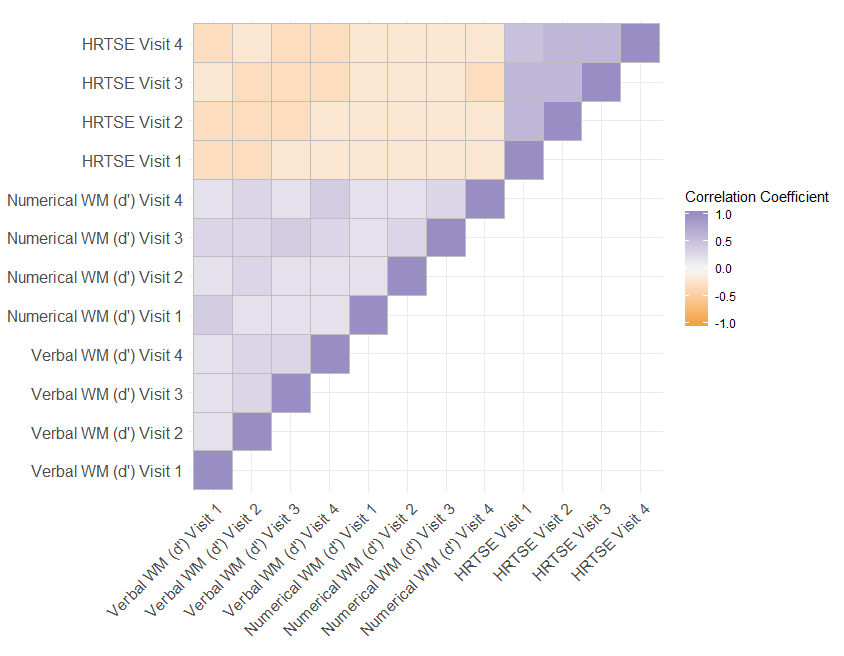 HRTSE Visit 4
HRTSE Visit 3
HRTSE Visit 2
HRTSE Visit 1
Numerical WM (d') Visit 4
Numerical WM (d') Visit 3
Numerical WM (d') Visit 2
Numerical WM (d') Visit 1
Verbal WM (d') Visit 4
Verbal WM (d') Visit 3
Verbal WM (d') Visit 2
Verbal WM (d') Visit 1
Verbal WM (d') Visit 1
Verbal WM (d') Visit 2
Verbal WM (d') Visit 3
Verbal WM (d') Visit 4
Numerical WM (d') Visit 1
Numerical WM (d') Visit 2
Numerical WM (d') Visit 3
Numerical WM (d') Visit 4
HRTSE Visit 1
HRTSE Visit 2
HRTSE Visit 3
HRTSE Visit 4
Correlation Coefficient
1.0
0.5
0.0
-0.5
-1.0